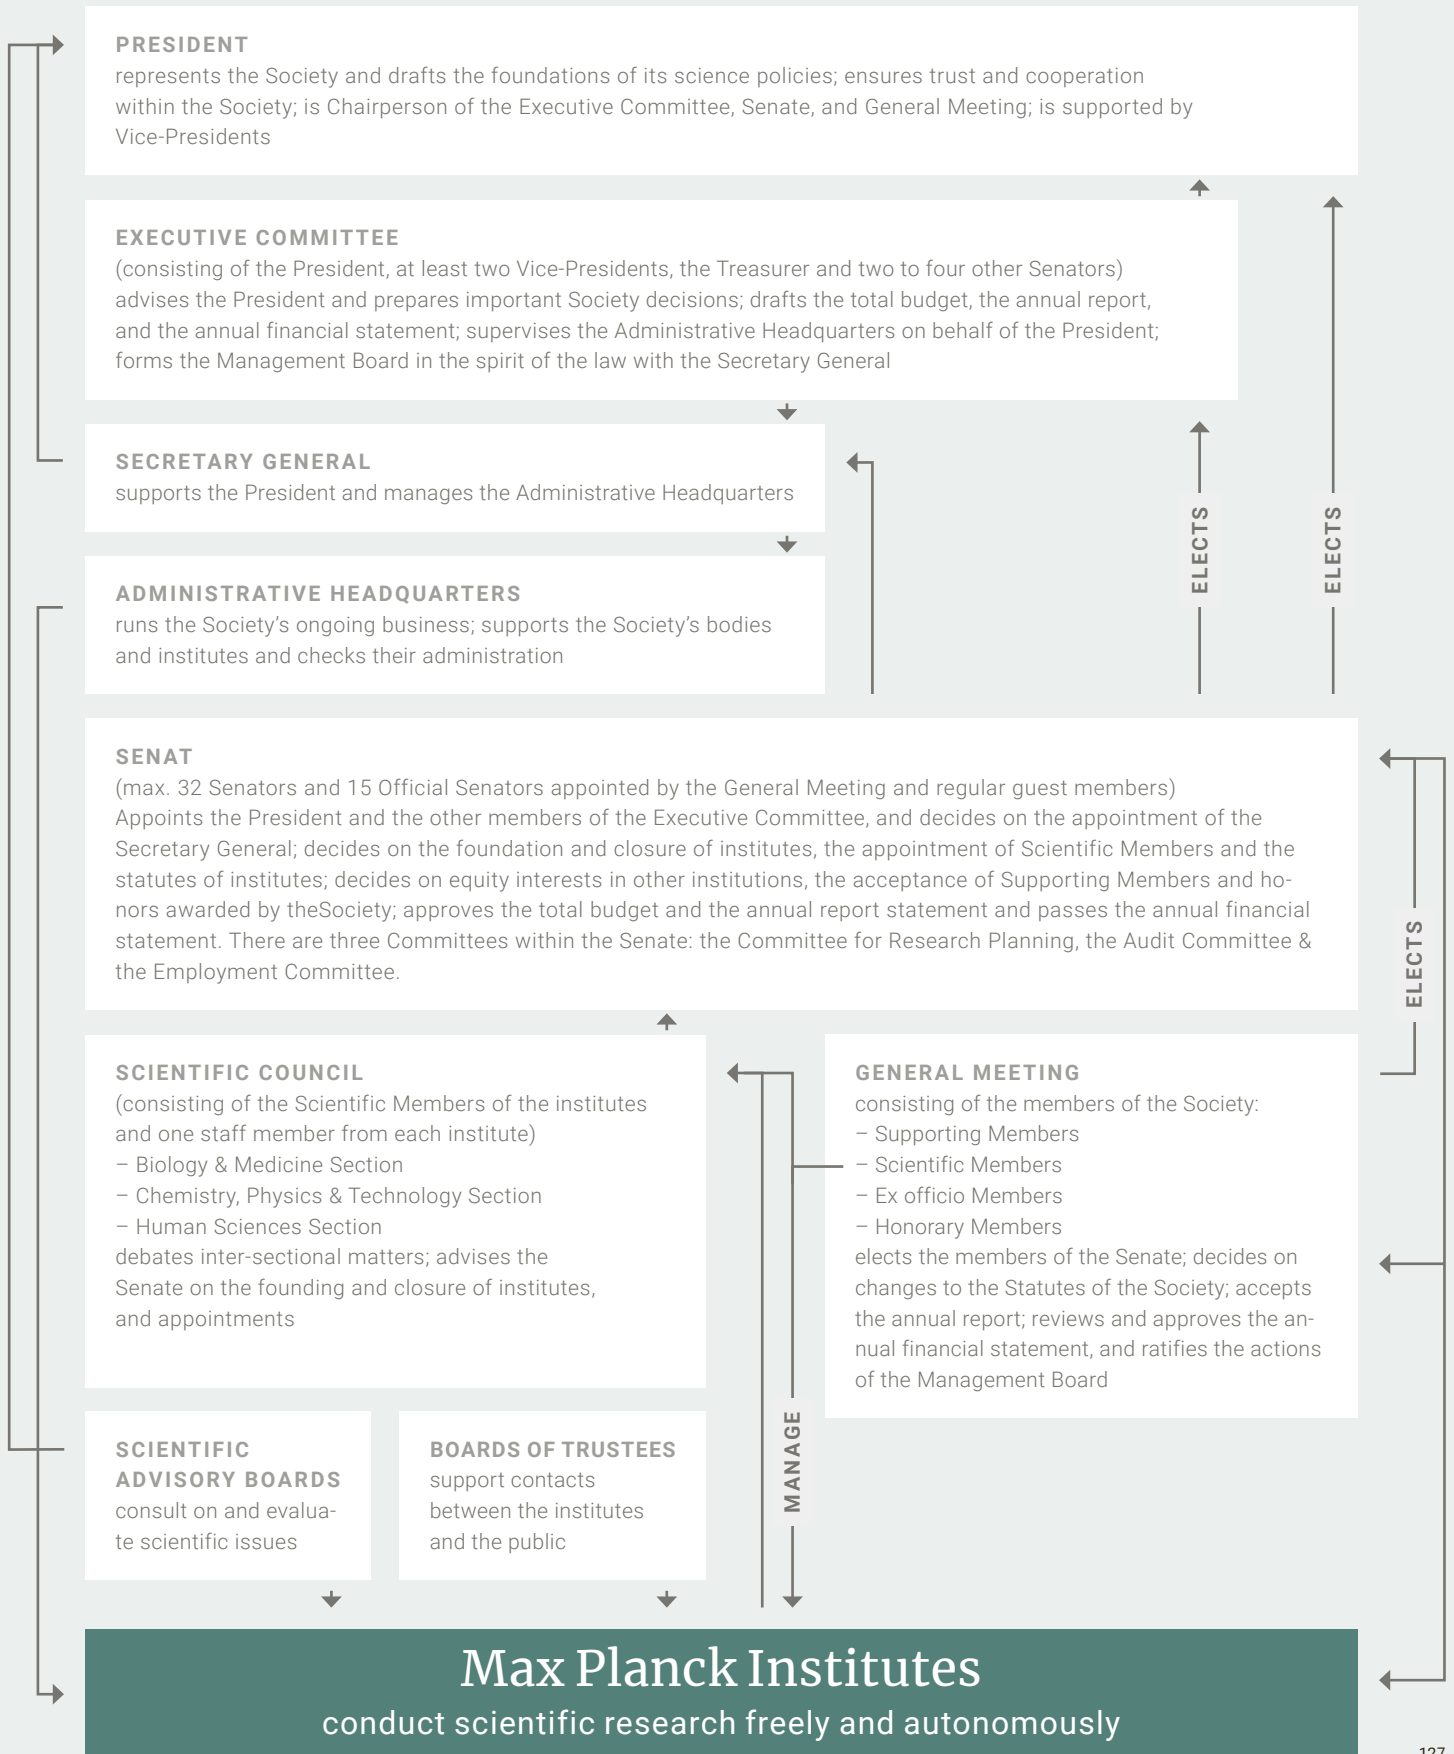 PRESIDENT
represents the Society and drafts the foundations of its science policies; ensures trust and cooperation
within the Society; is Chairperson of the Executive Committee, Senate, and General Meeting; is supported by
Vice-Presidents
EXECUTIVE COMMITTEE
(consisting of the President, at least two Vice-Presidents, the Treasurer and two to four other Senators)
advises the President and prepares important Society decisions; drafts the total budget, the annual report,
and the annual financial statement; supervises the Administrative Headquarters on behalf of the President;
forms the Management Board in the spirit of the law with the Secretary General
SECRETARY GENERAL
supports the President and manages the Administrative Headquarters
ELECTS
ELECTS
ADMINISTRATIVE HEADQUARTERS
runs the Society’s ongoing business; supports the Society’s bodies
and institutes and checks their administration
SENAT
(max. 32 Senators and 15 Official Senators appointed by the General Meeting and regular guest members)
Appoints the President and the other members of the Executive Committee, and decides on the appointment of the
Secretary General; decides on the foundation and closure of institutes, the appointment of Scientific Members and the
statutes of institutes; decides on equity interests in other institutions, the acceptance of Supporting Members and ho-
nors awarded by theSociety; approves the total budget and the annual report statement and passes the annual financial
statement. There are three Committees within the Senate: the Committee for Research Planning, the Audit Committee &
the Employment Committee.
ELECTS
SCIENTIFIC COUNCIL
(consisting of the Scientific Members of the institutes
and one staff member from each institute)
– Biology & Medicine Section
– Chemistry, Physics & Technology Section
– Human Sciences Section
debates inter-sectional matters; advises the
Senate on the founding and closure of institutes,
and appointments
GENERAL MEETING
consisting of the members of the Society:
– Supporting Members
– Scientific Members
– Ex officio Members
– Honorary Members
elects the members of the Senate; decides on
changes to the Statutes of the Society; accepts
the annual report; reviews and approves the an-
nual financial statement, and ratifies the actions
of the Management Board
SCIENTIFIC
ADVISORY BOARDS
consult on and evalua-
te scientific issues
BOARDS OF TRUSTEES
support contacts
between the institutes
and the public
MANAGE
Max Planck Institutes
conduct scientific research freely and autonomously
127